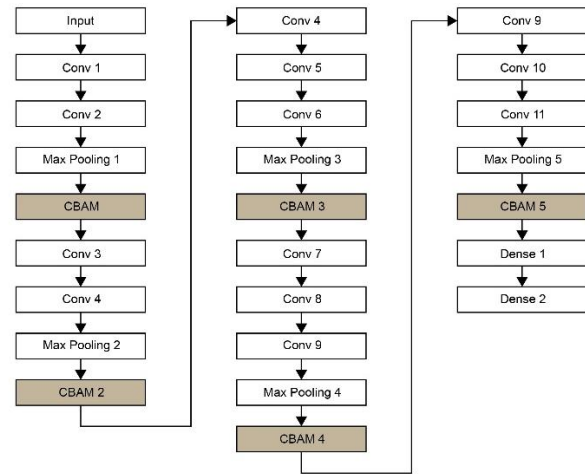 Input
Conv 1
Conv 2
Max Pooling 1
CBAM
Conv 3
Conv 4
Max Pooling 2
CBAM 2
Conv 4
Conv 5
Conv 6
Max Pooling 3
CBAM 3
Conv 7
Conv 8
Conv 9
Max Pooling 4
CBAM 4
Conv 9
Conv 10
Conv 11
Max Pooling 5
CBAM 5
Dense 1
Dense 2